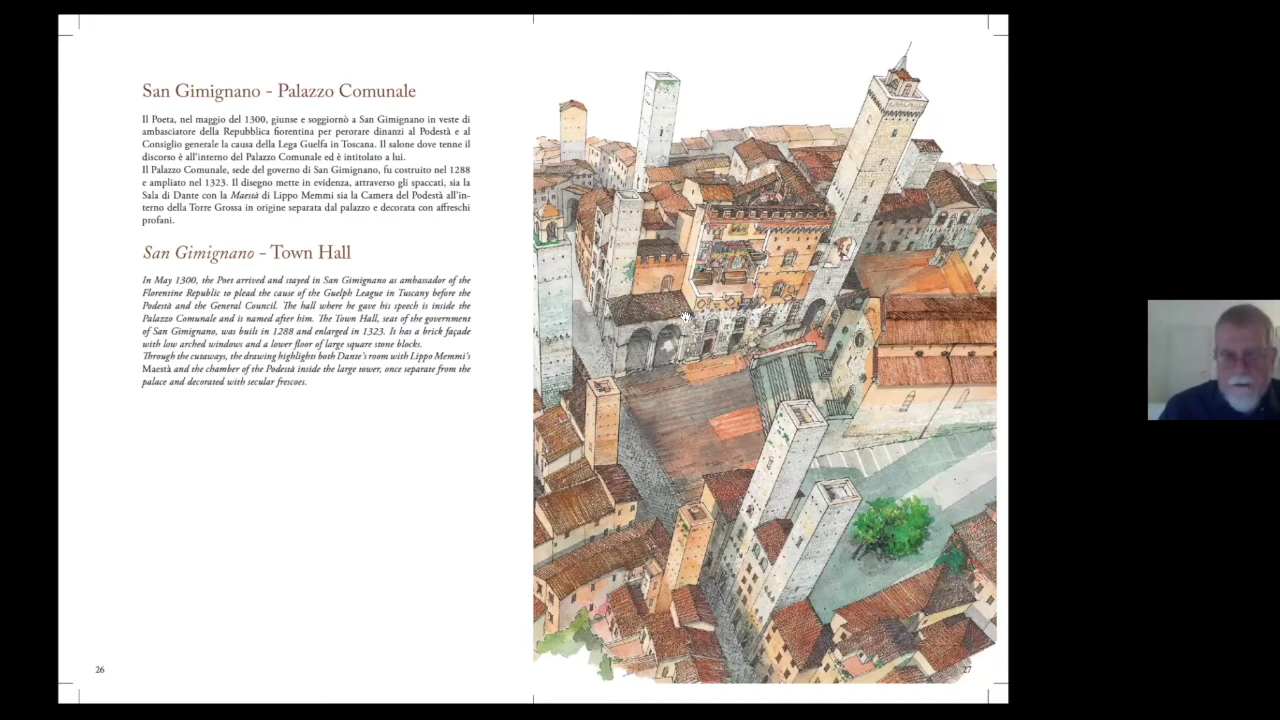 San Gimignano - Palazzo Comunale
Il Poeta, nel maggio del 1300, giunse e soggiornò a San Gimignano in veste di
ambasciatore della Repubblica fiorentina per perorare dinanzi al Podestà e al
Consiglio generale la causa della Lega Guelfa in Toscana. Il salone dove tenne il
discorso è all'interno del Palazzo Comunale ed è intitolato a lui.
Il Palazzo Comunale, sede del governo di San Gimignano, fu costruito nel 1288
e ampliato nel 1323. Il disegno mette in evidenza, attraverso gli spaccati, sia la
Sala di Dante con la Maestà di Lippo Memmi sia la Camera del Podestà all'in-
terno della Torre Grossa in origine separata dal palazzo e decorata con affreschi
profani.
San Gimignano - Town Hall
In May 1300, the Poet arrived and stayed in San Gimignano as ambassador of the
Florentine Republic to plead the cause of the Guelph League in Tuscany before the
Podestà and the General Council. The hall where he gave his speech is inside the
Palazzo Comunale and is named after him. The Town Hall, seat of the government
of San Gimignano, was built in 1288 and enlarged in 1323. It has a brick façade
with low arched windows and a lower floor of large square stone blocks.
Through the cutaways, the drawing highlights both Dante's room with Lippo Memmi's
Maestà and the chamber of the Podestà inside the large tower, once separate from the
palace and decorated with secular frescoes.
26
27